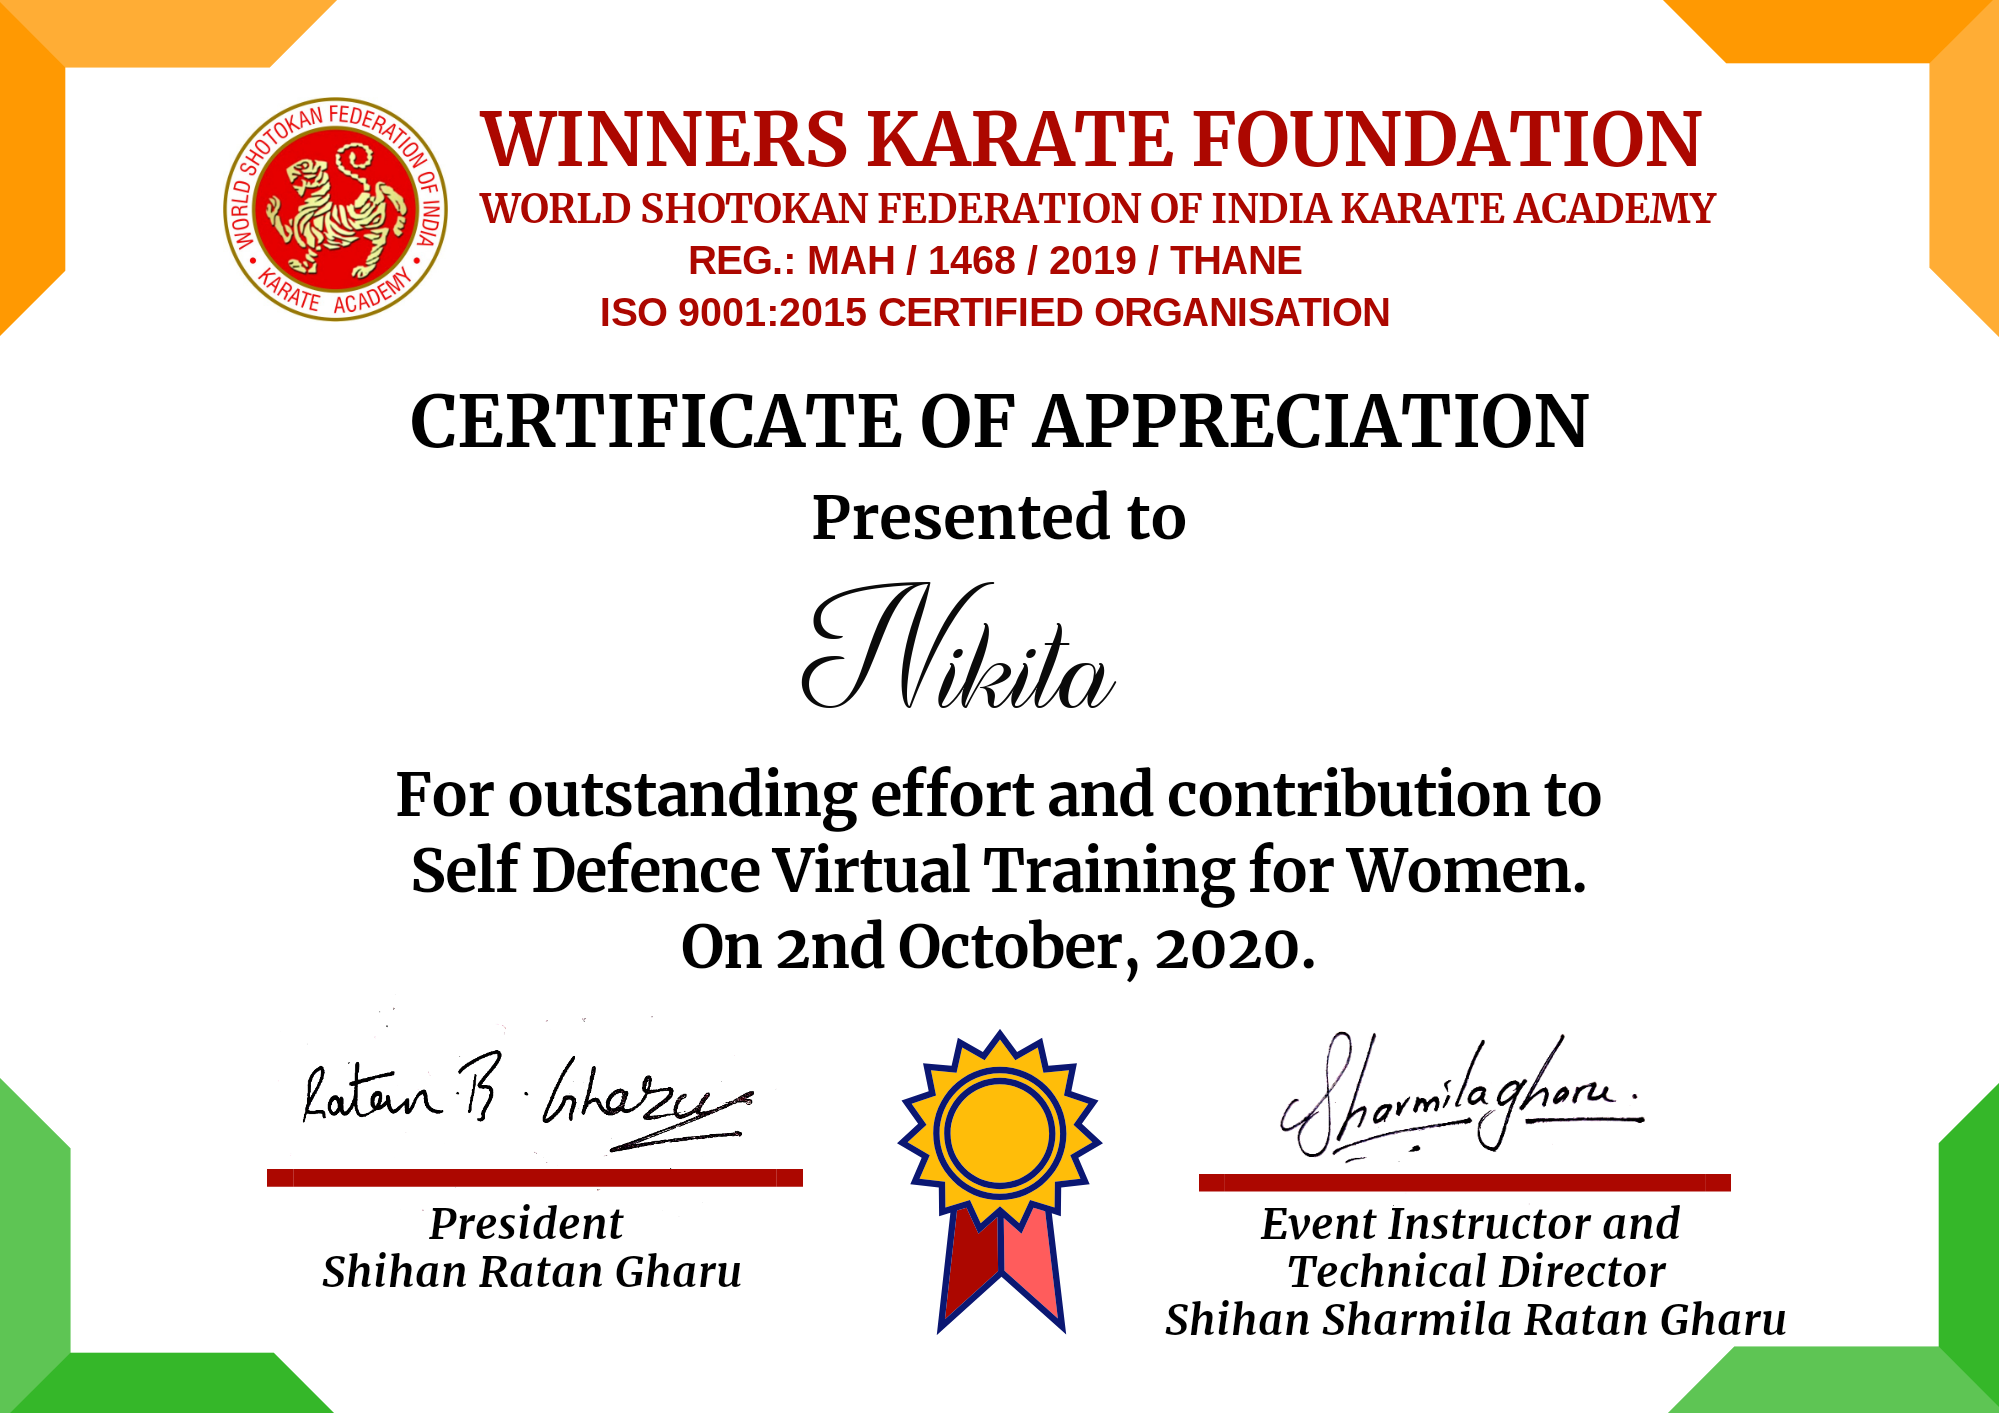 WORLD SHOTOKAN FEDERATION OF INDIA
• KARATE ACADEMY •
WINNERS KARATE FOUNDATION
WORLD SHOTOKAN FEDERATION OF INDIA KARATE ACADEMY
REG.: MAH / 1468 / 2019 / THANE
ISO 9001:2015 CERTIFIED ORGANISATION
CERTIFICATE OF APPRECIATION
Presented to
Nikita
For outstanding effort and contribution to
Self Defence Virtual Training for Women.
On 2nd October, 2020.
Ratan B. Gharu
Sharmila gharu.
President
Shihan Ratan Gharu
Event Instructor and
Technical Director
Shihan Sharmila Ratan Gharu